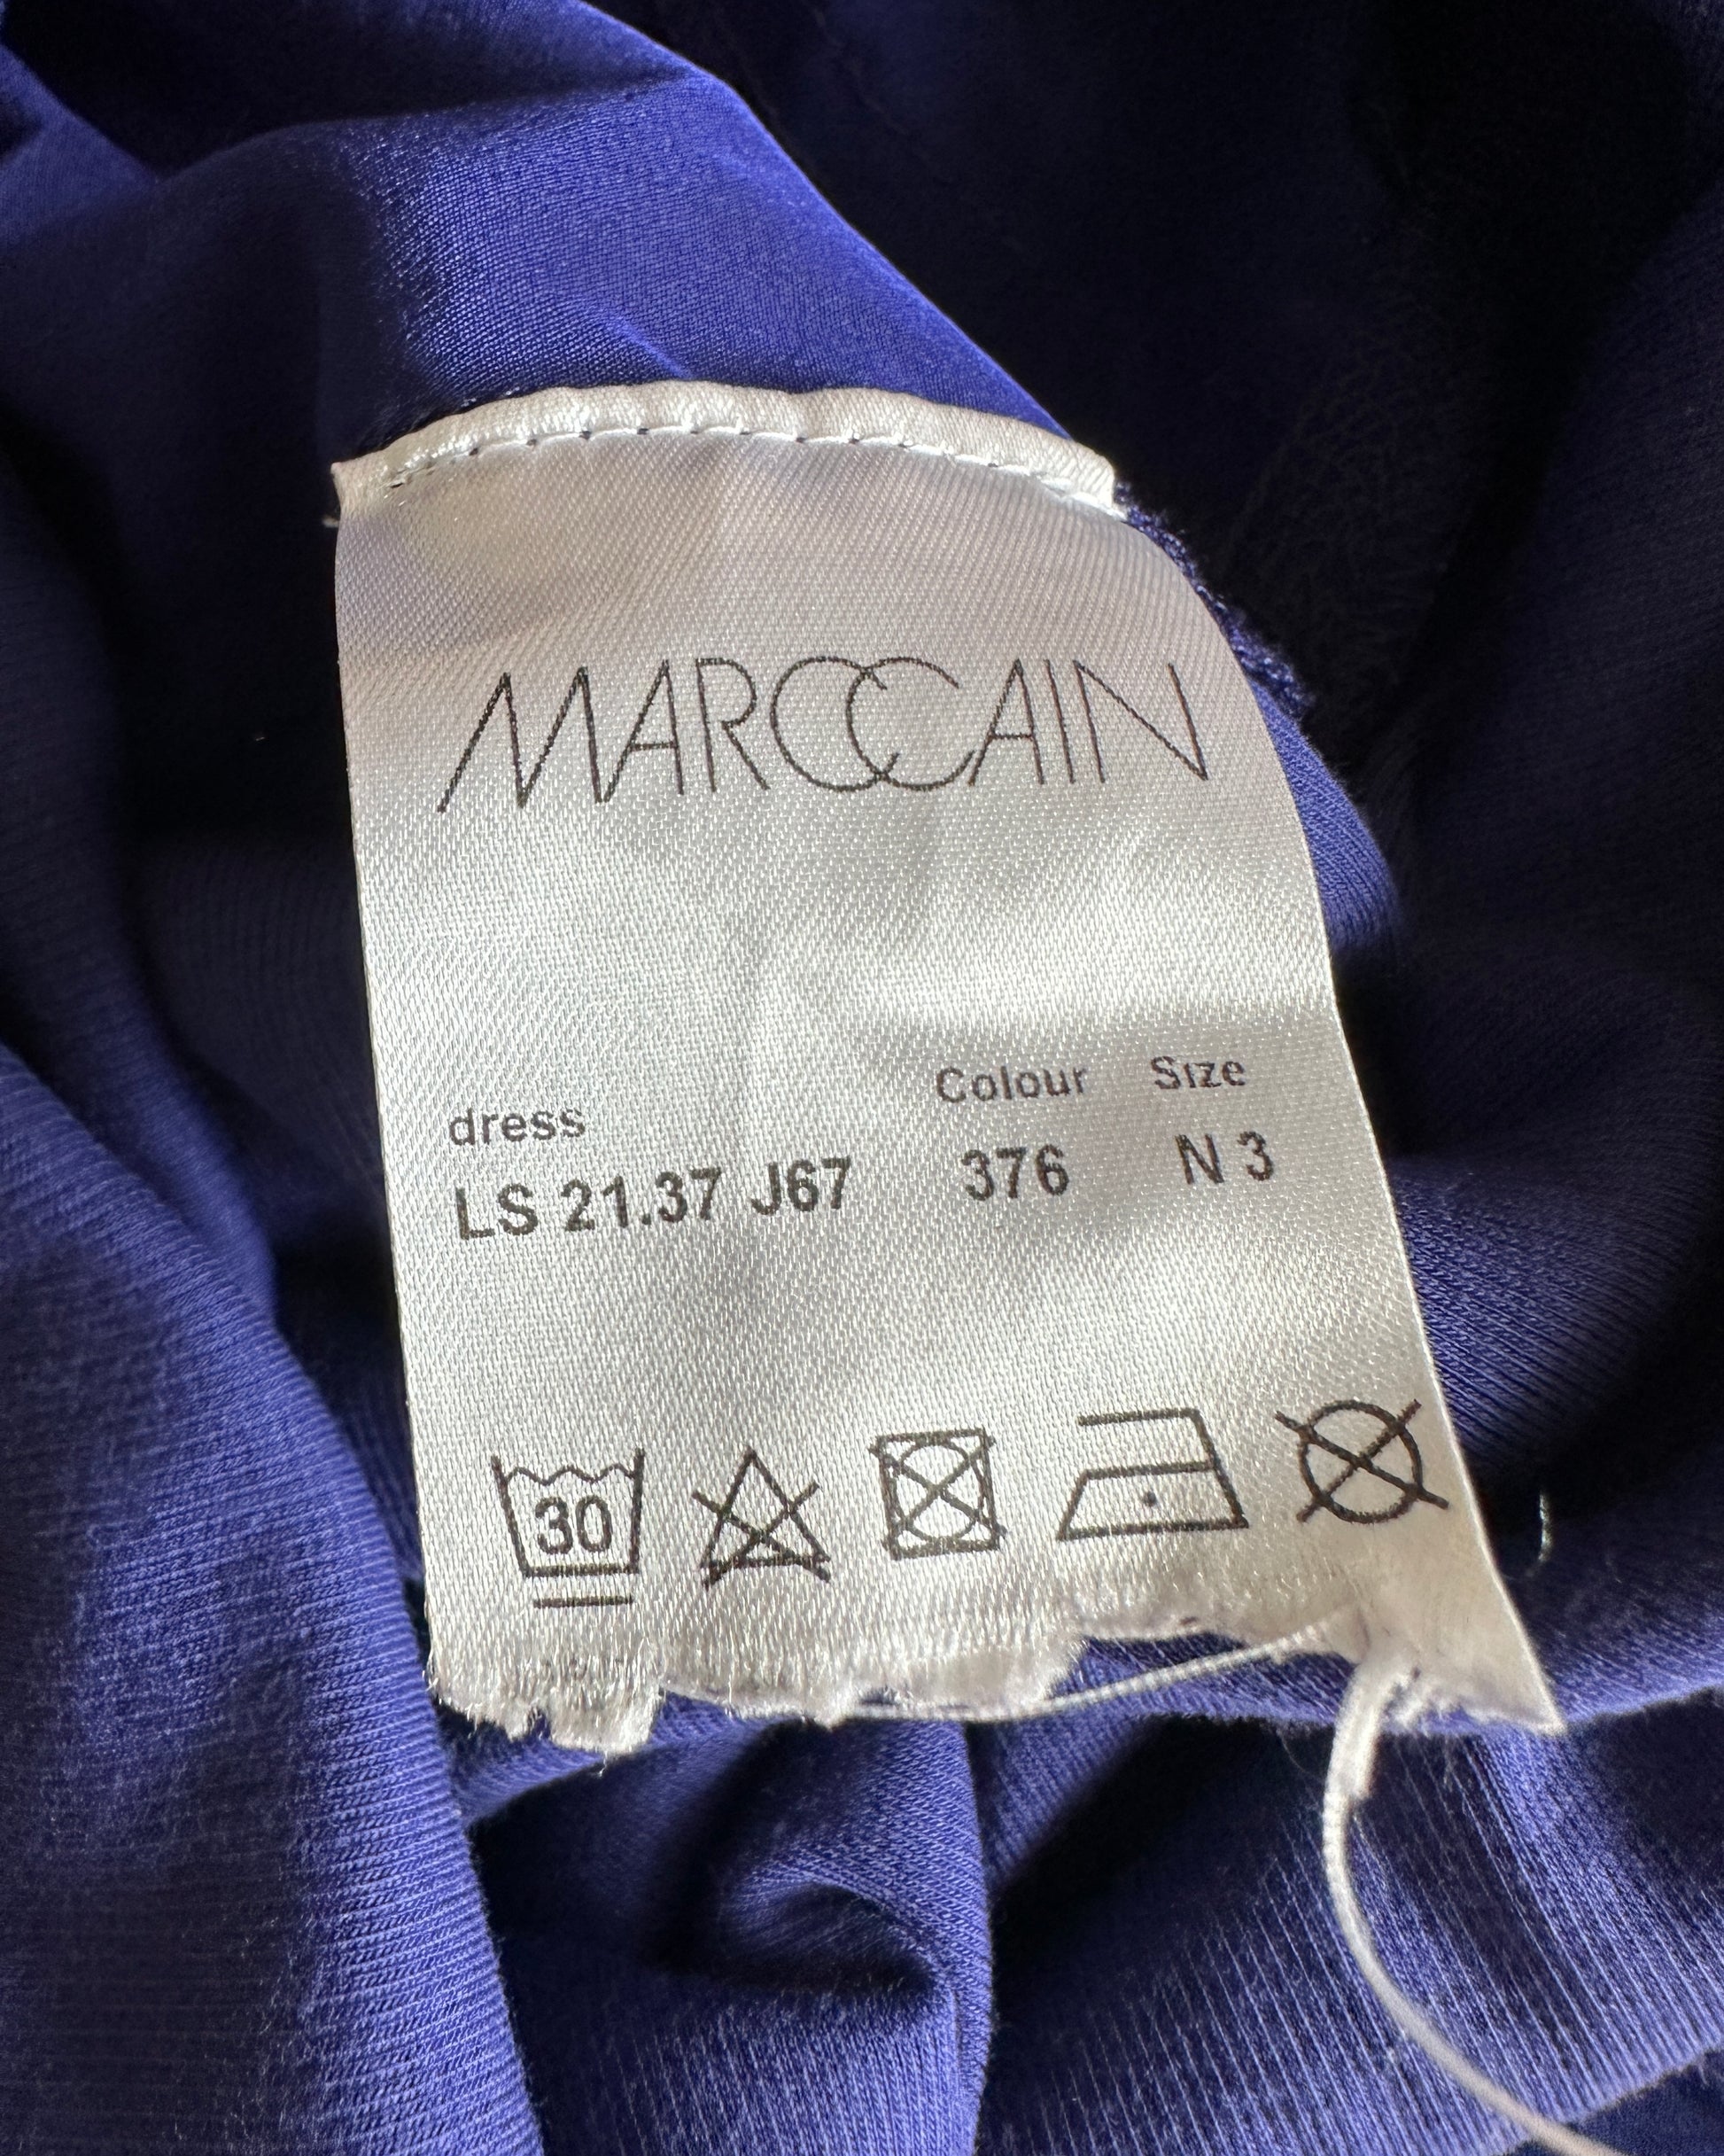 MARCCAIN
Colour Size
dress
LS 21.37 J67 376 N 3
30